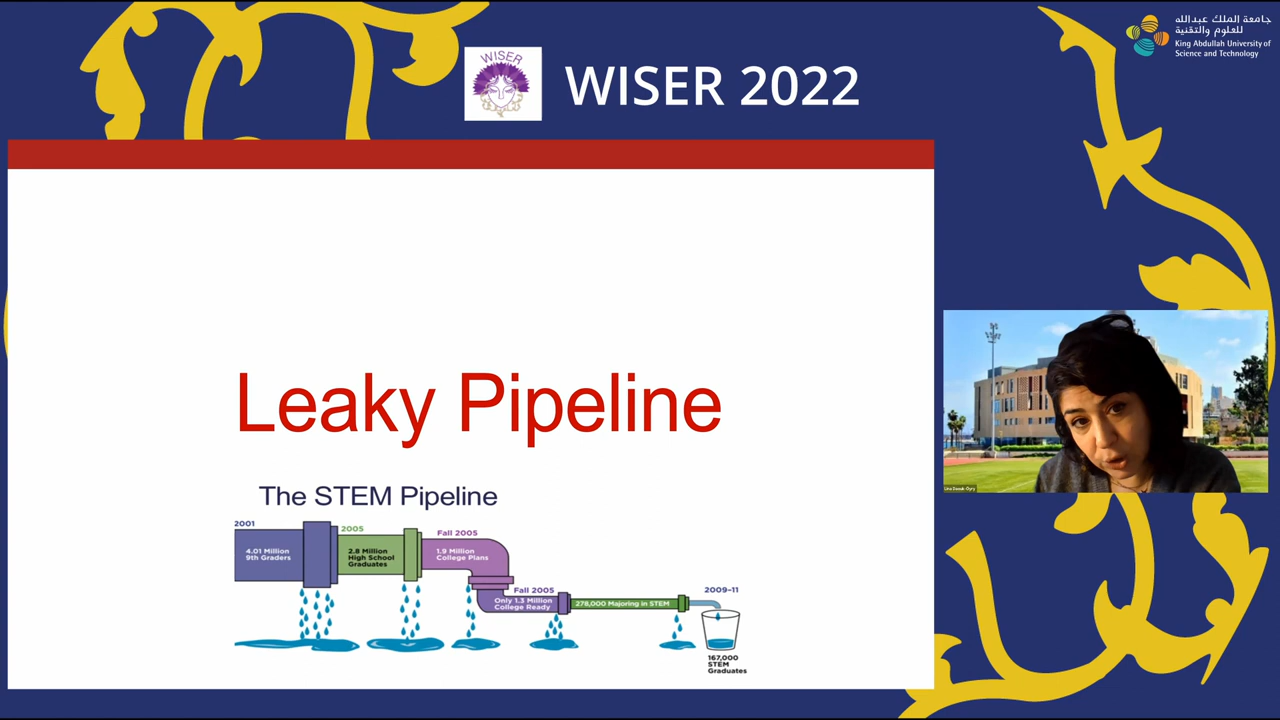 WISER
WISER 2022
جامعة الملك عبدالله
للعلوم والتقنية
King Abdullah University of
Science and Technology
Leaky Pipeline
The STEM Pipeline
2001
4.01 Million
9th Graders
2005
2.8 Million
High School
Graduates
Fall 2005
1.9 Million
College Plans
Fall 2005
Only 1.3 Million
College Ready
278,000 Majoring in STEM
2009-11
167,000
STEM
Graduates